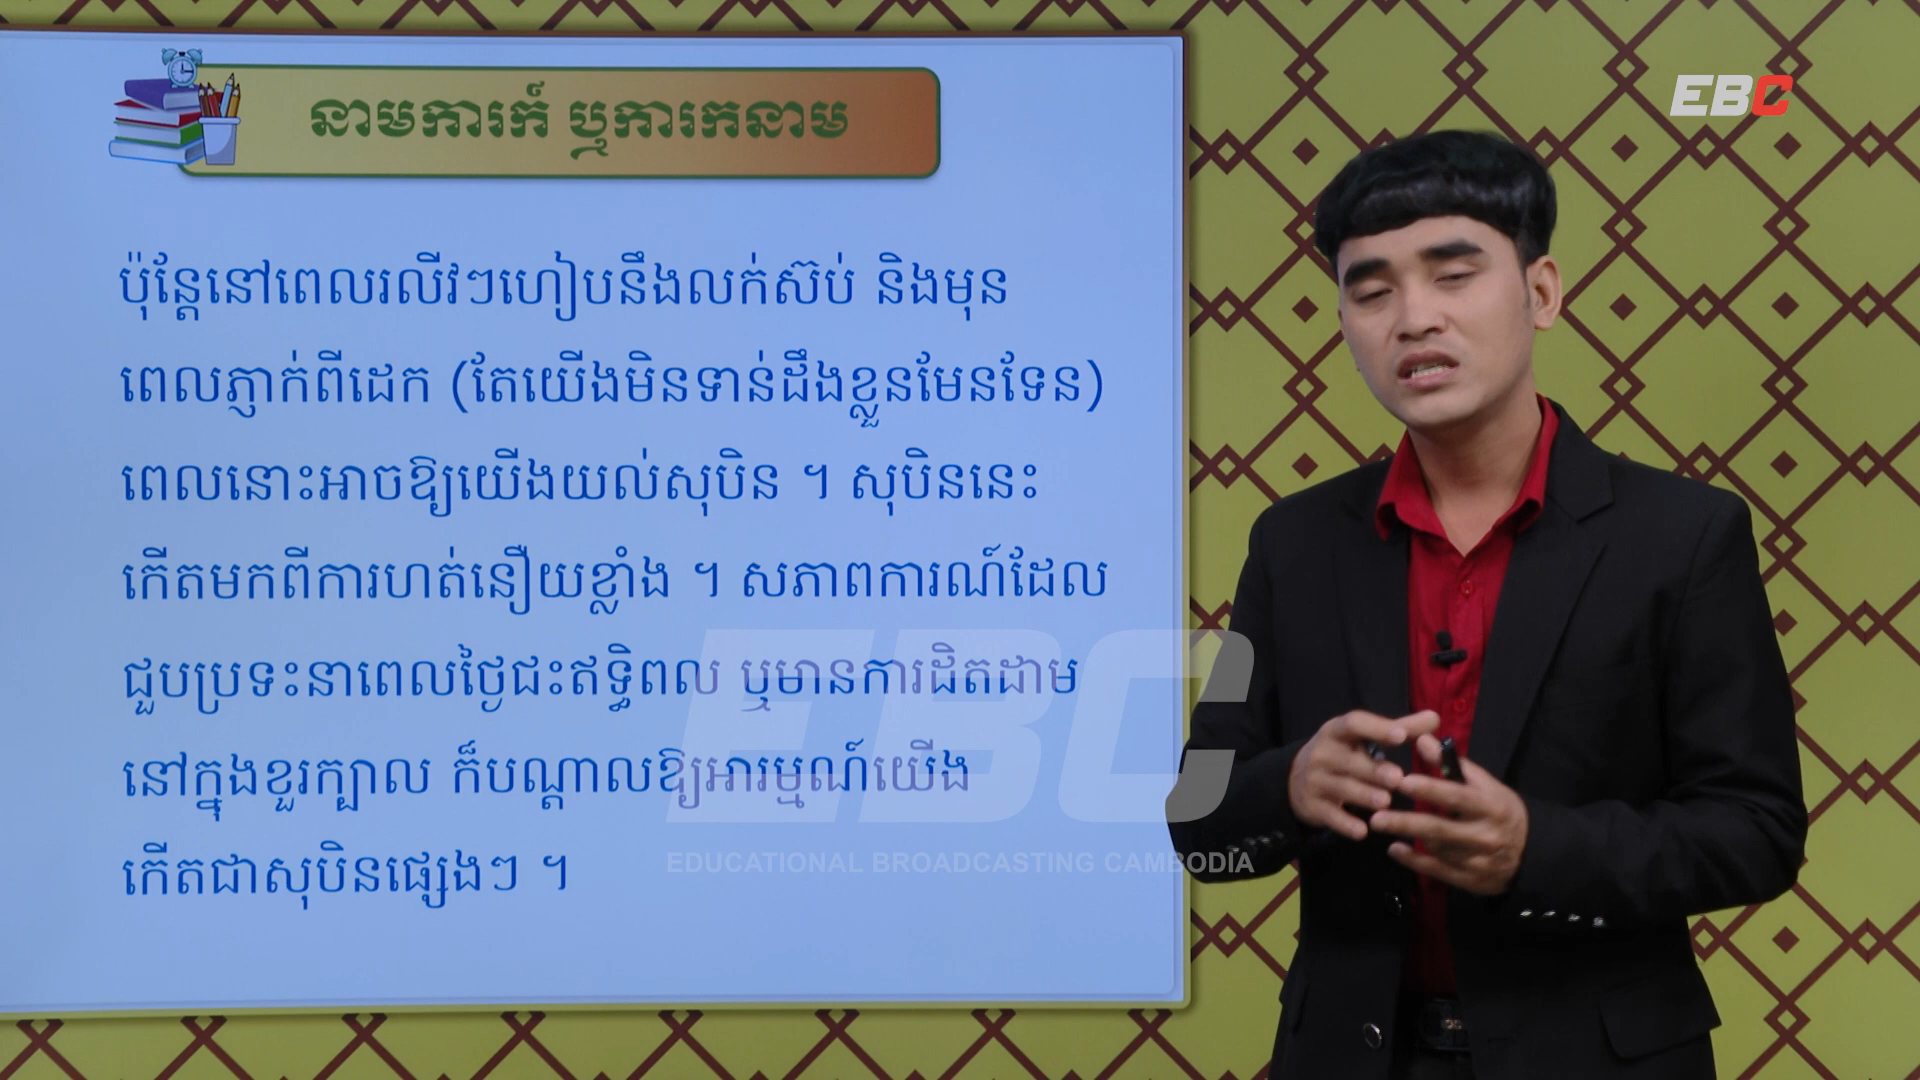 នាមការក៍ ឬការកនាម
EBC
ប៉ុន្តែនៅពេលរលីវៗហៀបនឹងលក់ស៊ប់ និងមុន
ពេលភ្ញាក់ពីដេក (តែយើងមិនទាន់ដឹងខ្លួនមែនទែន)
ពេលនោះអាចឱ្យយើងយល់សុបិន ។ សុបិននេះ
កើតមកពីការហត់នឿយខ្លាំង ។ សភាពការណ៍ដែល
ជួបប្រទះនាពេលថ្ងៃជះឥទ្ធិពល ឬមានការដិតដាម
នៅក្នុងខួរក្បាល ក៏បណ្ដាលឱ្យអារម្មណ៍យើង
កើតជាសុបិនផ្សេងៗ ។
EBC
EDUCATIONAL BROADCASTING CAMBODIA